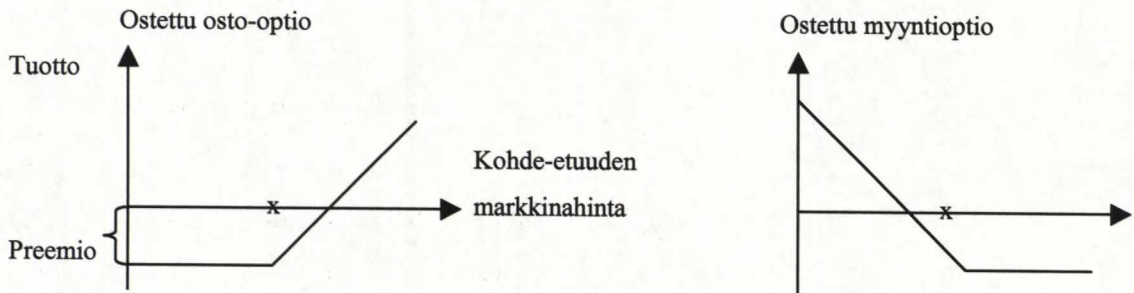 Ostettu osto-optio
Tuotto
x
Kohde-etuuden
markkinahinta
Preemio
Ostettu myyntioptio
x